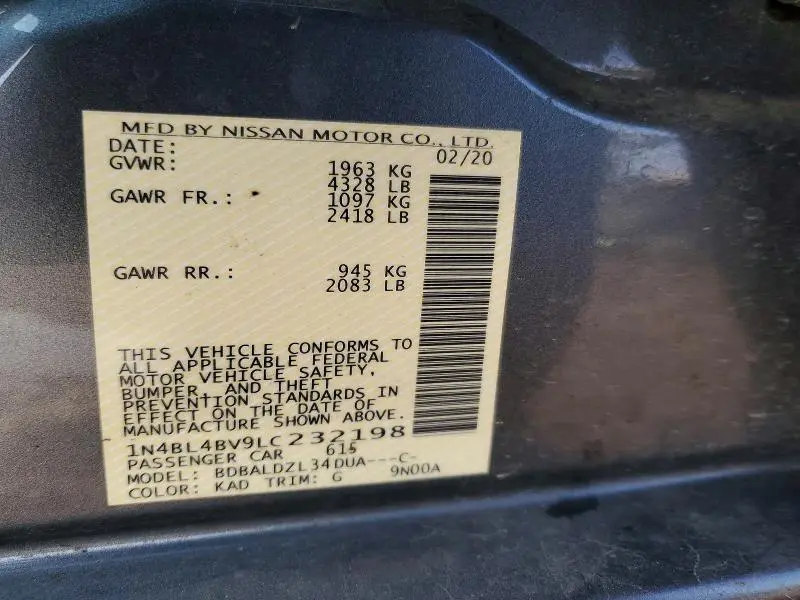 MFD BY NISSAN MOTOR CO., LTD.
DATE: 02/20
GVWR: 1963 KG
4328 LB
GAWR FR.: 1097 KG
2418 LB
GAWR RR.: 945 KG
2083 LB
THIS VEHICLE CONFORMS TO
ALL APPLICABLE FEDERAL
MOTOR VEHICLE SAFETY,
BUMPER, AND THEFT
PREVENTION STANDARDS IN
EFFECT ON THE DATE OF
MANUFACTURE SHOWN ABOVE.
1N4BL4BV9LC232198
PASSENGER CAR 615
MODEL: BDBALDZL34DUA---C-
COLOR: KAD TRIM: G 9N00A